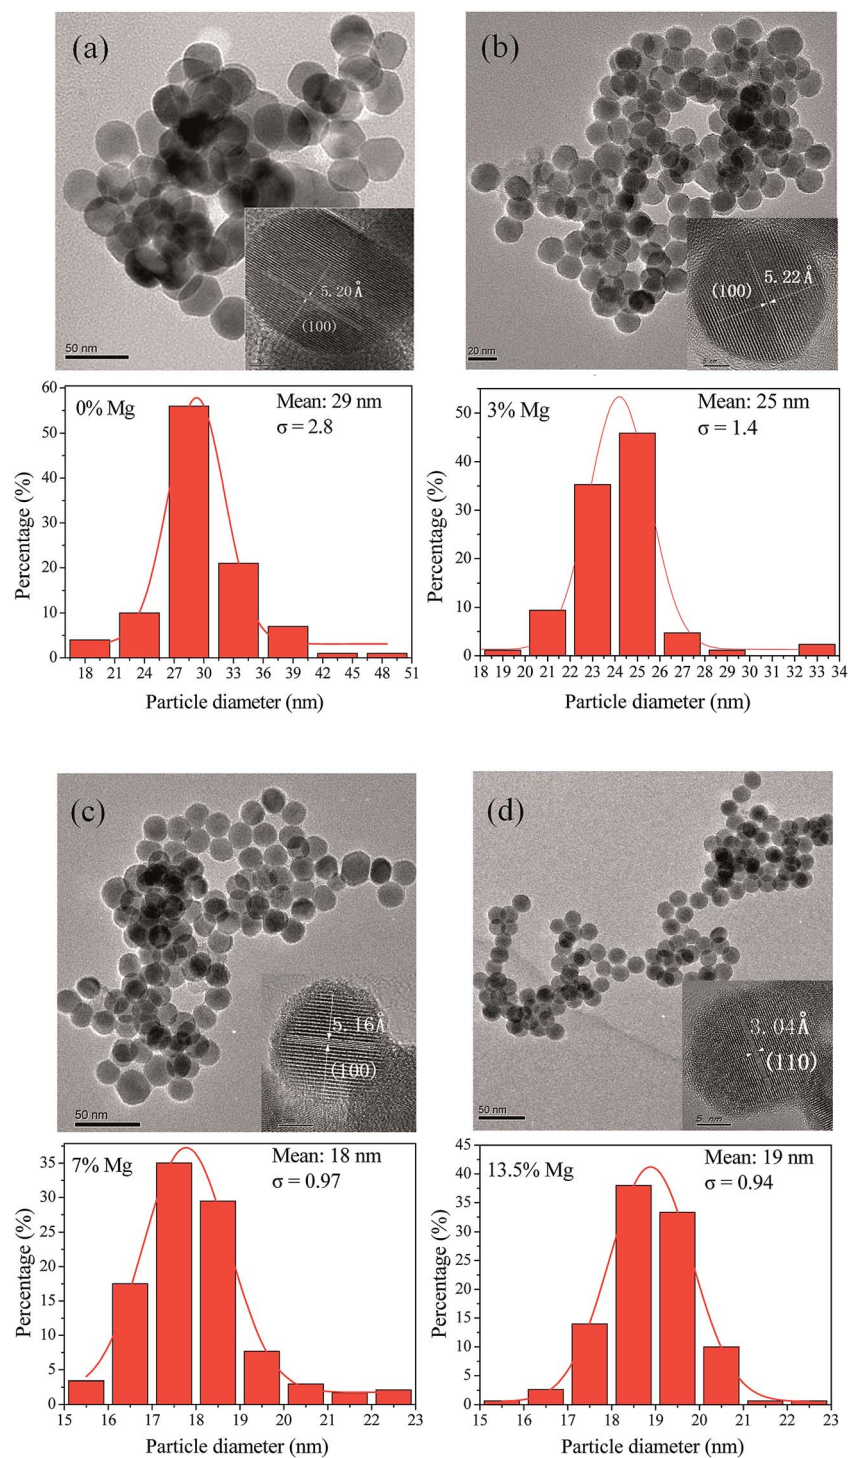 (a)
5.20Å
(100)
50 nm
(b)
5.22Å
(100)
20 nm
5 nm
0% Mg
Mean: 29 nm
σ = 2.8
Percentage (%)
60
50
40
30
20
10
0
18 21 24 27 30 33 36 39 42 45 48 51
Particle diameter (nm)
3% Mg
Mean: 25 nm
σ = 1.4
Percentage (%)
50
40
30
20
10
0
18 19 20 21 22 23 24 25 26 27 28 29 30 31 32 33 34
Particle diameter (nm)
(c)
5.16Å
(100)
50 nm
(d)
3.04Å
(110)
50 nm
5 nm
7% Mg
Mean: 18 nm
σ = 0.97
Percentage (%)
35
30
25
20
15
10
5
0
15 16 17 18 19 20 21 22 23
Particle diameter (nm)
13.5% Mg
Mean: 19 nm
σ = 0.94
Percentage (%)
45
40
35
30
25
20
15
10
5
0
15 16 17 18 19 20 21 22 23
Particle diameter (nm)